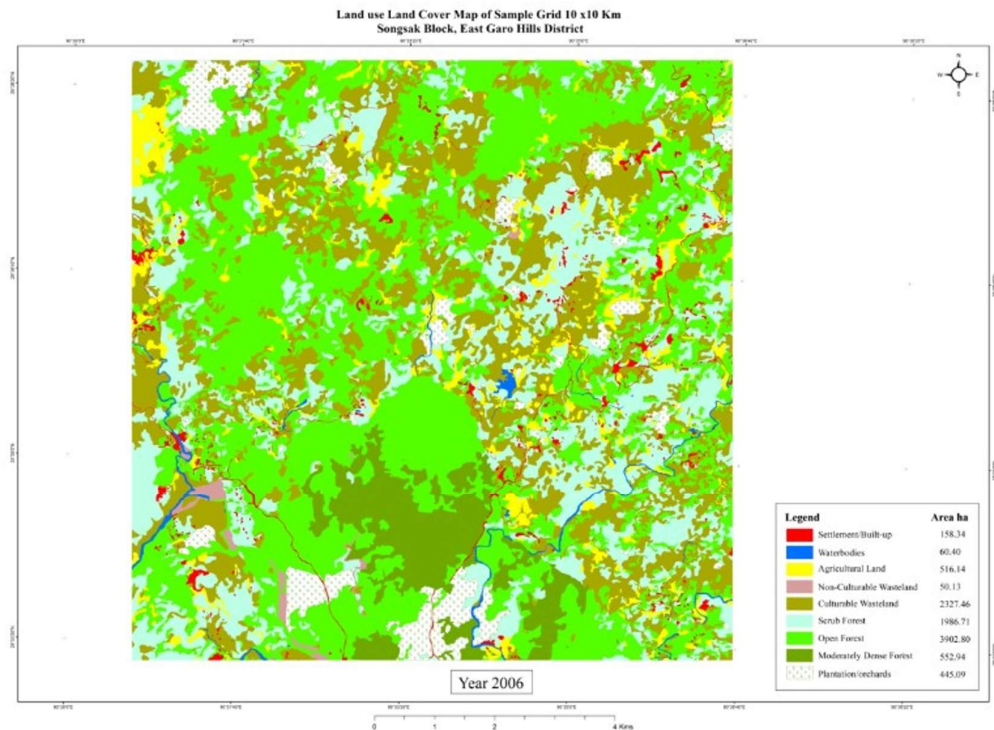 Land use Land Cover Map of Sample Grid 10 x10 Km
Songsak Block, East Garo Hills District
N
W E
S
Legend Area ha
Settlement/Built-up 158.34
Waterbodies 60.40
Agricultural Land 516.14
Non-Culturable Wasteland 50.13
Culturable Wasteland 2327.46
Scrub Forest 1986.71
Open Forest 3902.80
Moderately Dense Forest 552.94
Plantation/orchards 445.09
Year 2006
0 1 2 4 Kms